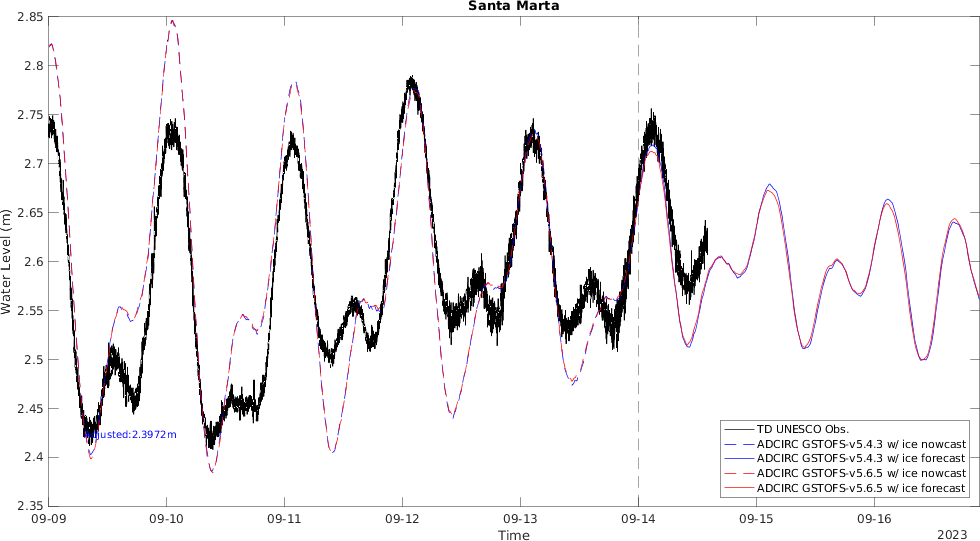 Santa Marta
2.85
2.8
2.75
2.7
2.65
2.6
2.55
2.5
2.45
2.4
2.35
Water Level (m)
justed:2.3972m
TD UNESCO Obs.
ADCIRC GSTOFS-v5.4.3 w/ ice nowcast
ADCIRC GSTOFS-v5.4.3 w/ ice forecast
ADCIRC GSTOFS-v5.6.5 w/ ice nowcast
ADCIRC GSTOFS-v5.6.5 w/ ice forecast
09-09 09-10 09-11 09-12 09-13 09-14 09-15 09-16
Time
2023